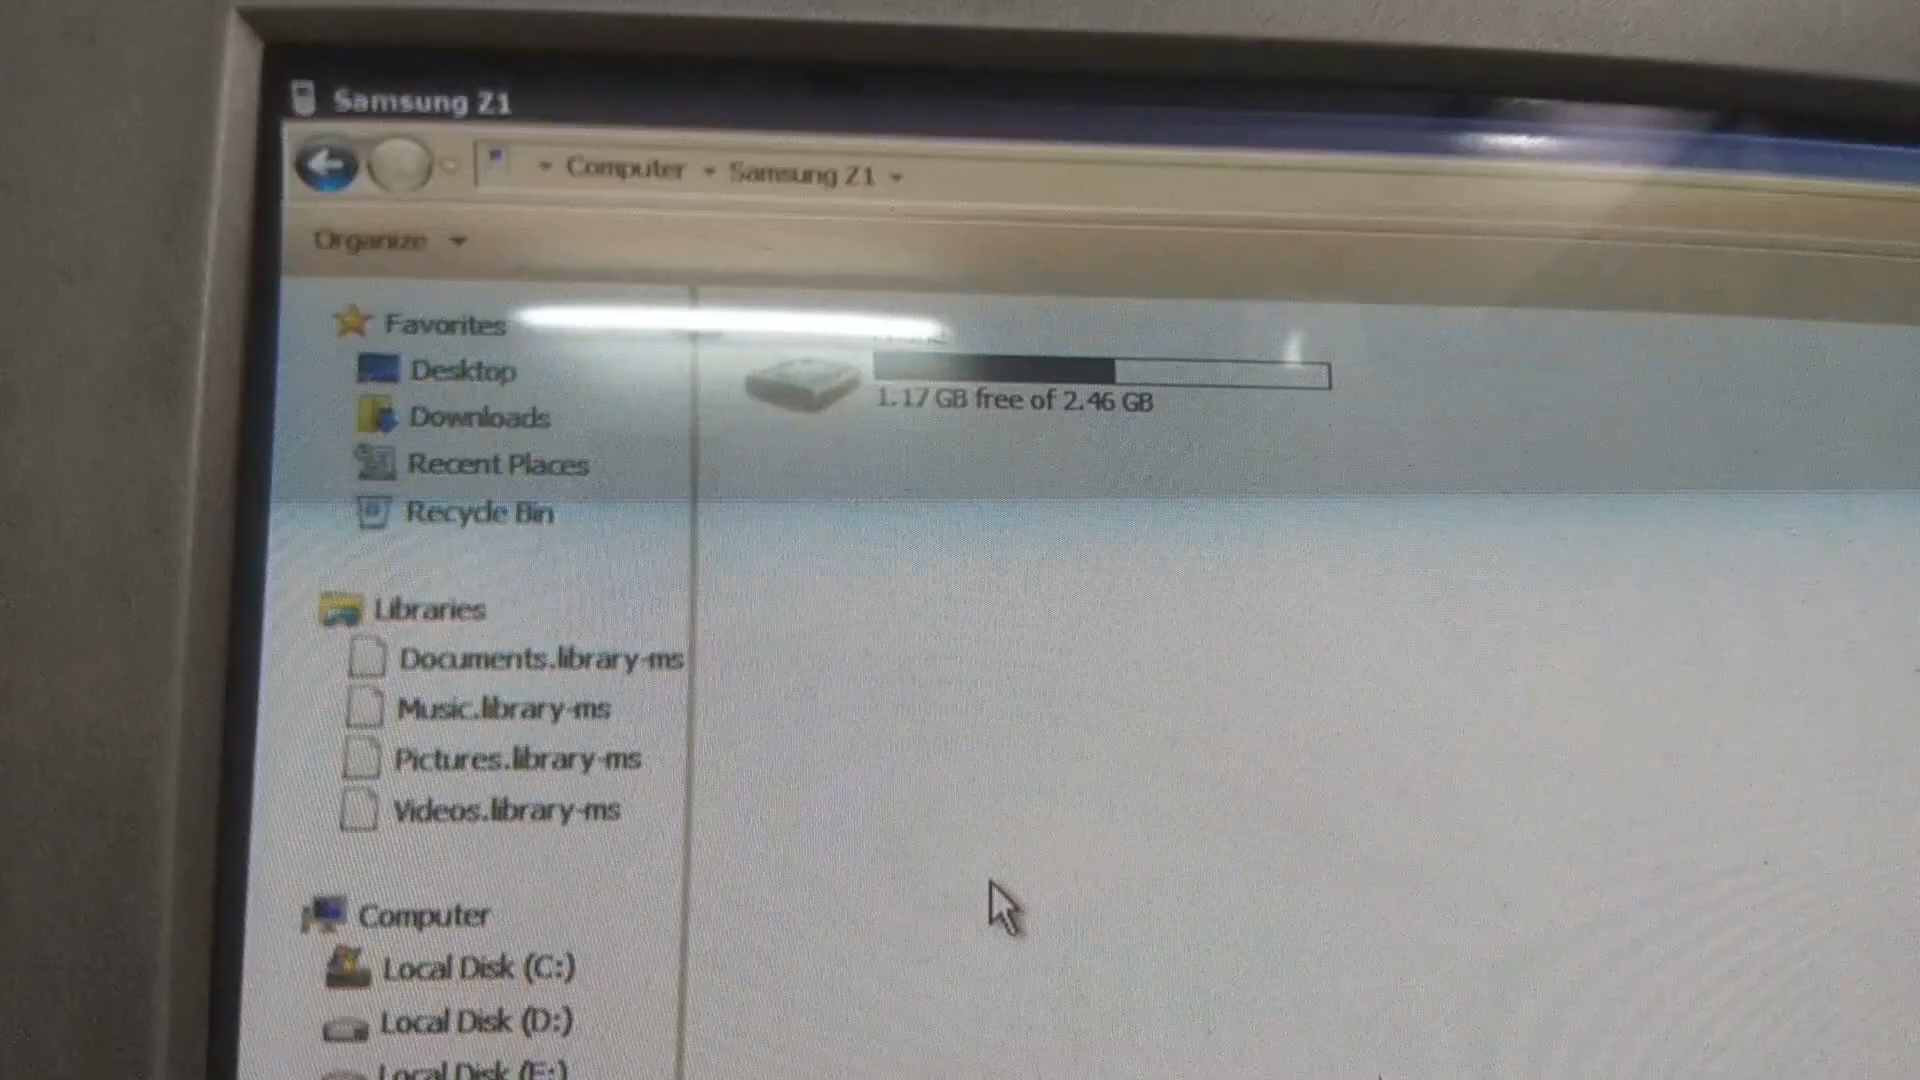 Samsung Z1
Computer Samsung Z1
Organize
Favorites
Desktop
Downloads
Recent Places
Recycle Bin
Libraries
Documents.library-ms
Music.library-ms
Pictures.library-ms
Videos.library-ms
Computer
Local Disk (C:)
Local Disk (D:)
Local Disk (E:)
1.17 GB free of 2.46 GB